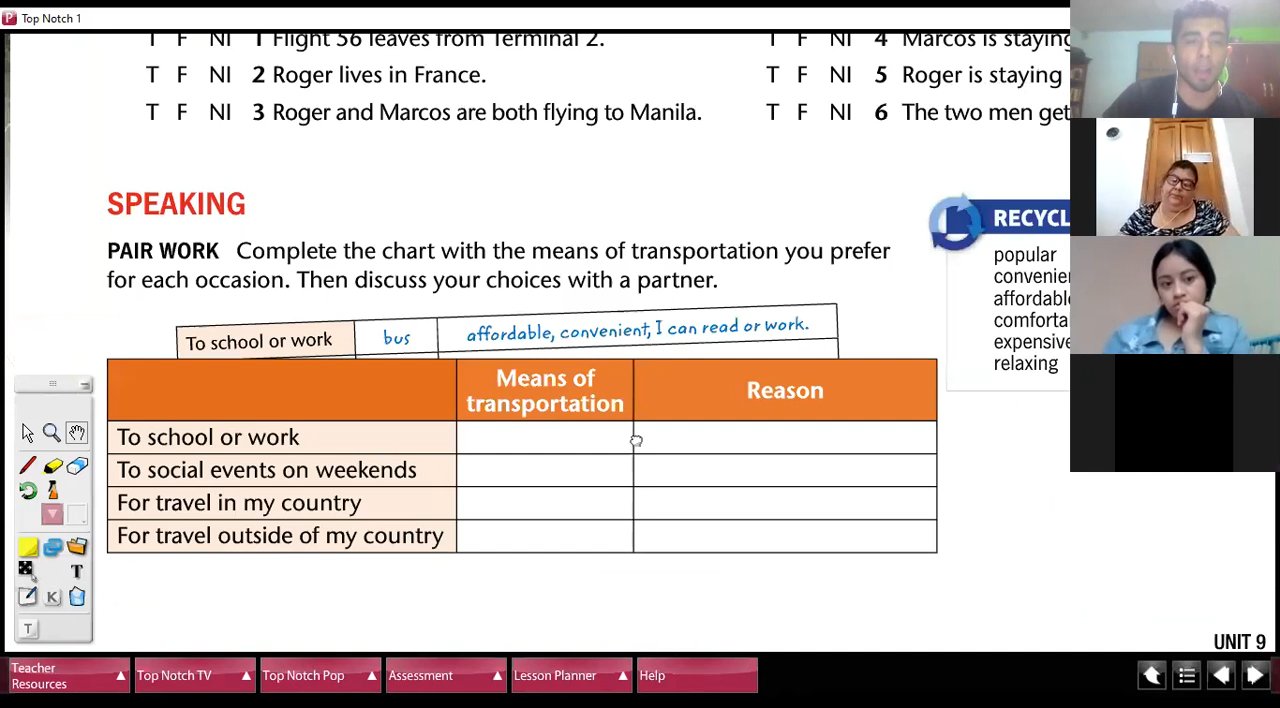 Top Notch 1
T F NI 1 Flight 56 leaves from Terminal 2.
T F NI 4 Marcos is staying
T F NI 2 Roger lives in France.
T F NI 5 Roger is staying
T F NI 3 Roger and Marcos are both flying to Manila.
T F NI 6 The two men get
SPEAKING
PAIR WORK Complete the chart with the means of transportation you prefer
for each occasion. Then discuss your choices with a partner.
RECYCL
popular
convenien
affordabl
comforta
expensive
relaxing
To school or work bus affordable, convenient, I can read or work.
Means of
transportation
Reason
To school or work
To social events on weekends
For travel in my country
For travel outside of my country
T
K
T
UNIT 9
Teacher
Resources
Top Notch TV
Top Notch Pop
Assessment
Lesson Planner
Help